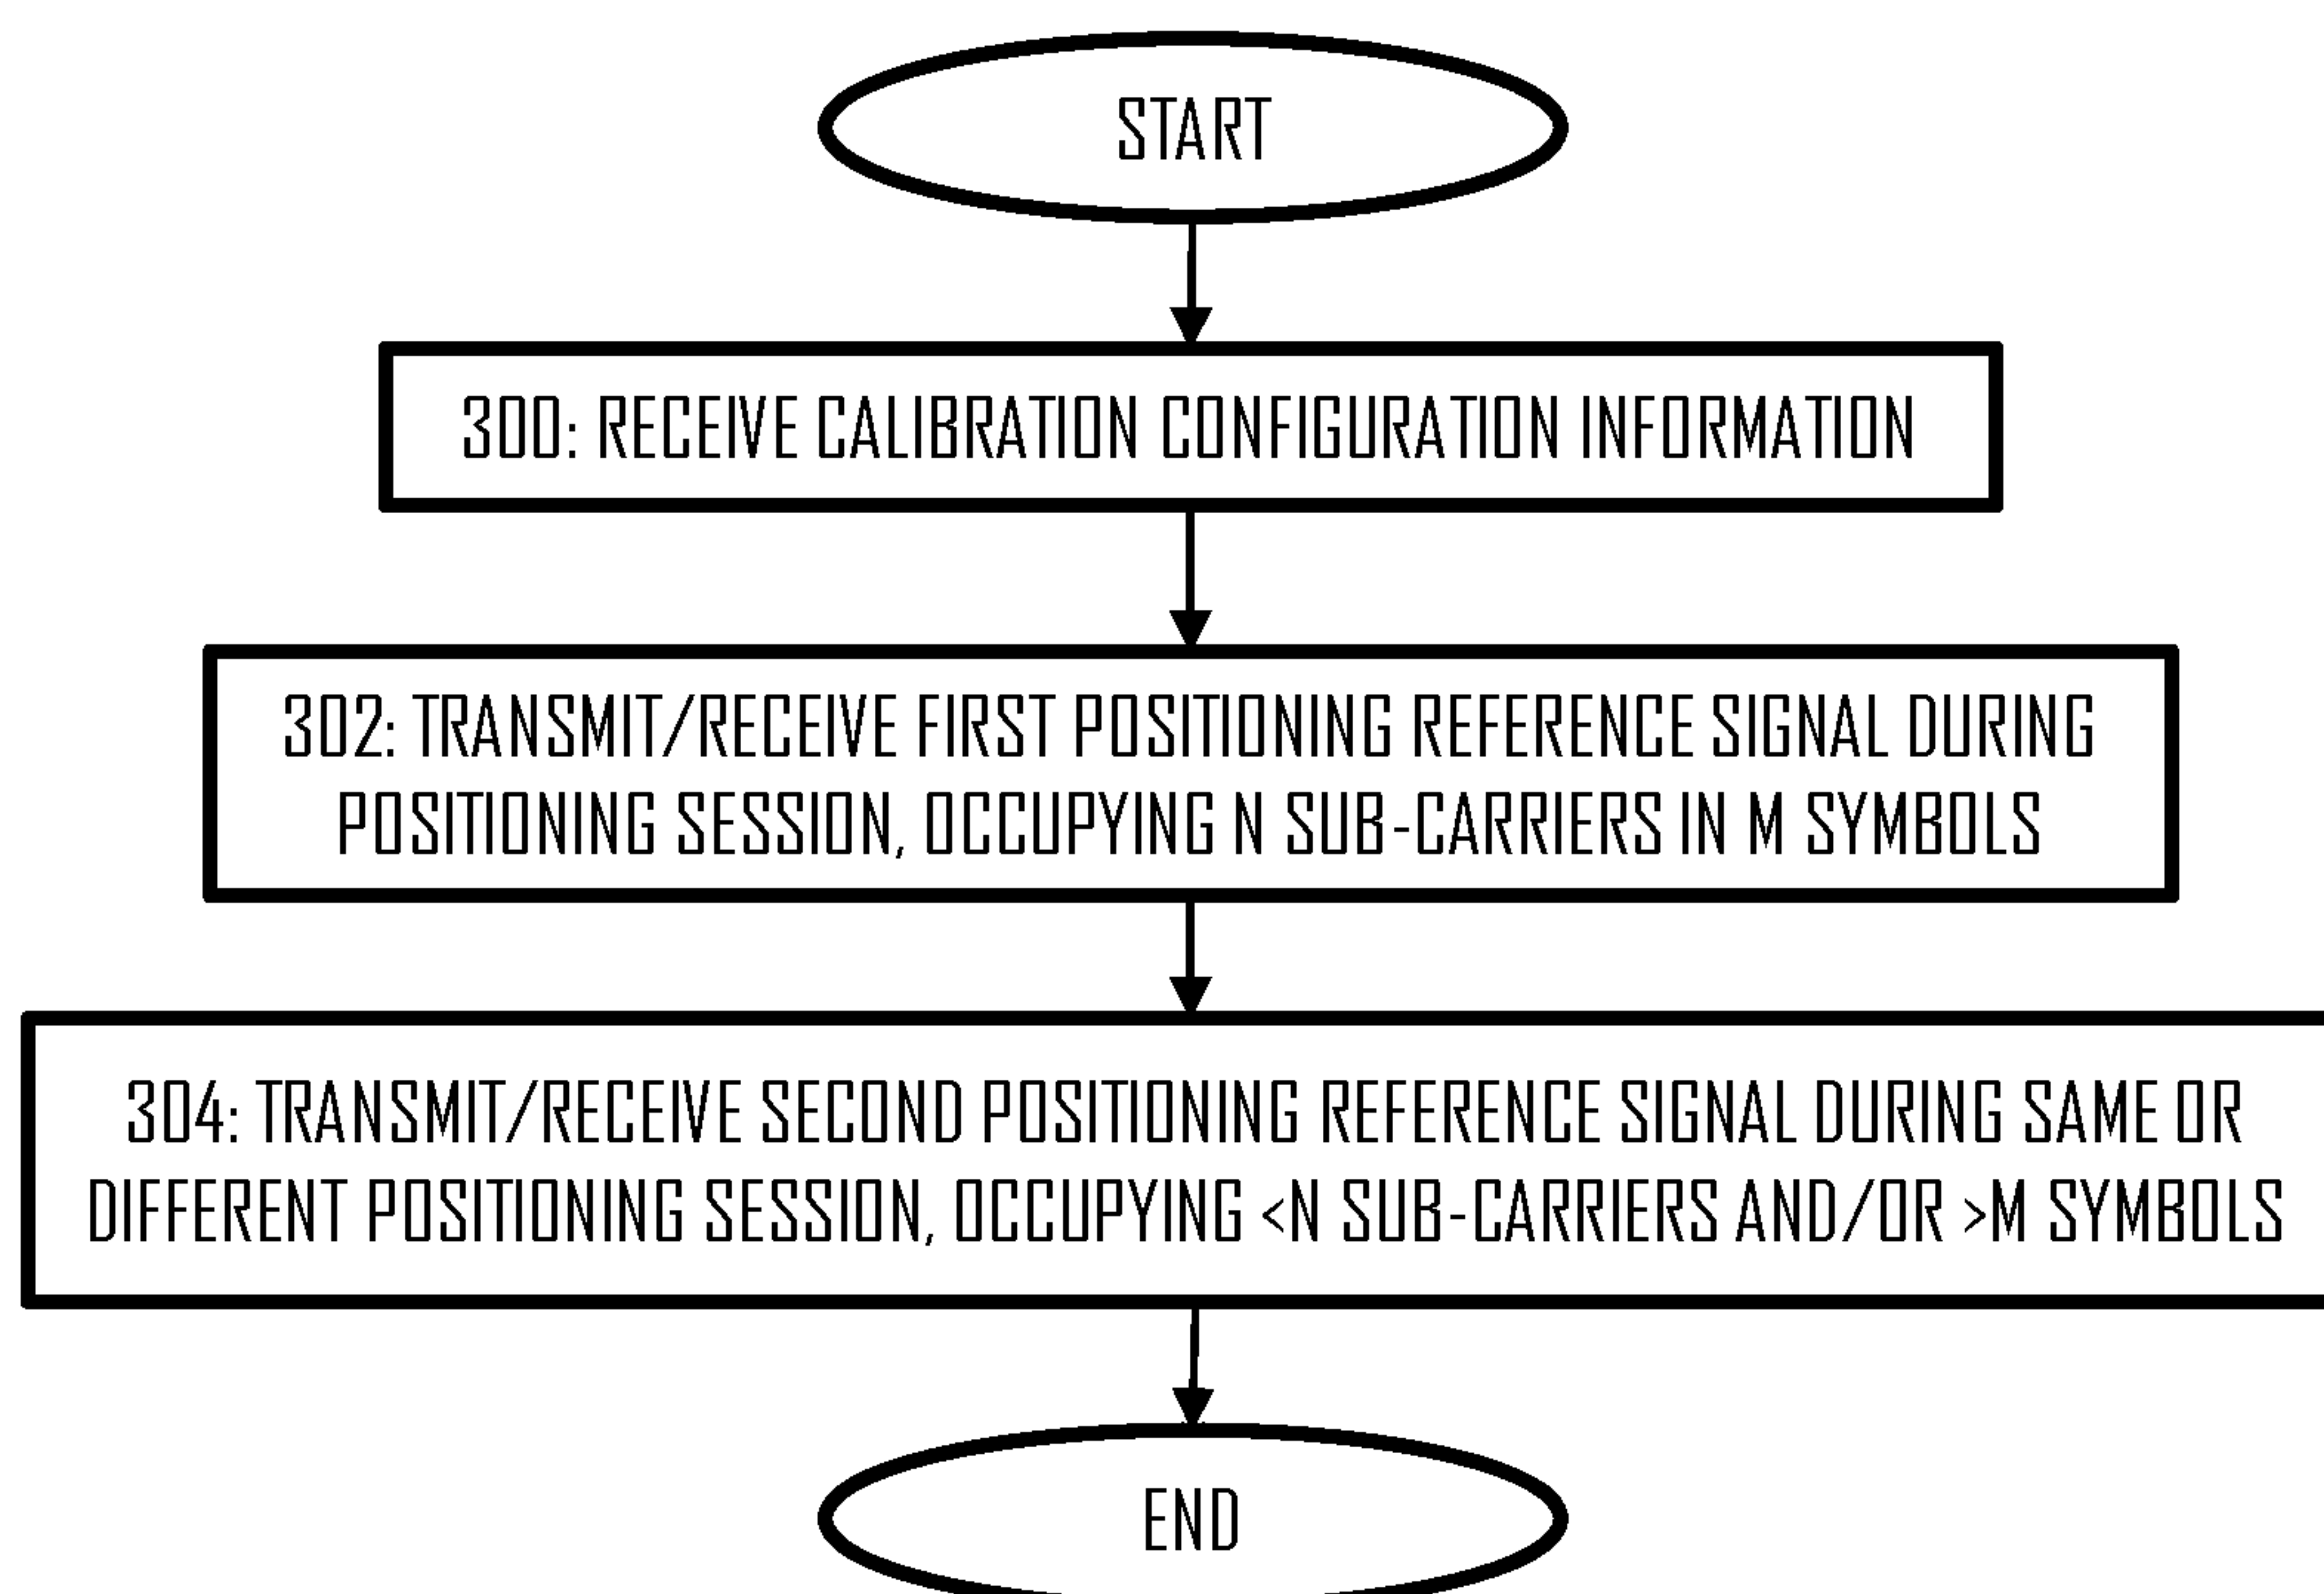 START
300: RECEIVE CALIBRATION CONFIGURATION INFORMATION
302: TRANSMIT/RECEIVE FIRST POSITIONING REFERENCE SIGNAL DURING
POSITIONING SESSION, OCCUPYING N SUB-CARRIERS IN M SYMBOLS
304: TRANSMIT/RECEIVE SECOND POSITIONING REFERENCE SIGNAL DURING SAME OR
DIFFERENT POSITIONING SESSION, OCCUPYING <N SUB-CARRIERS AND/OR >M SYMBOLS
END